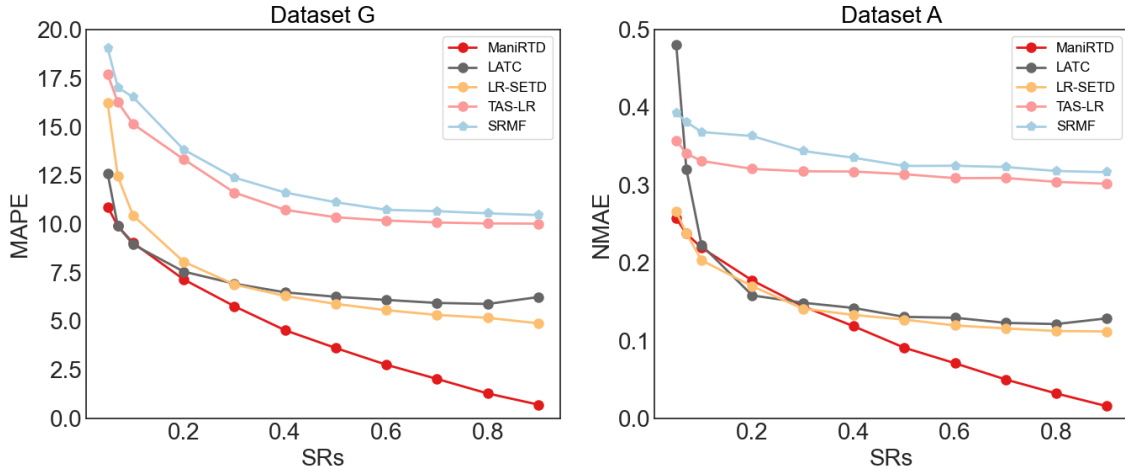 Dataset G
20.0
17.5
15.0
12.5
10.0
7.5
5.0
2.5
0.0
MAPE
0.2 0.4 0.6 0.8
SRs
ManiRTD
LATC
LR-SETD
TAS-LR
SRMF
Dataset A
0.5
0.4
0.3
0.2
0.1
0.0
NMAE
0.2 0.4 0.6 0.8
SRs
ManiRTD
LATC
LR-SETD
TAS-LR
SRMF